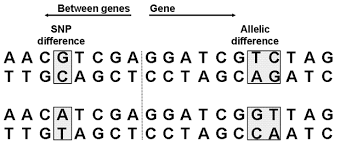 Between genes Gene
SNP difference
Allelic difference
A A C G T C G A G G A T C G T C T A G
T T G C A G C T C C T A G C A G A T C
A A C A T C G A G G A T C G G T T A G
T T G T A G C T C C T A G C C A A T C